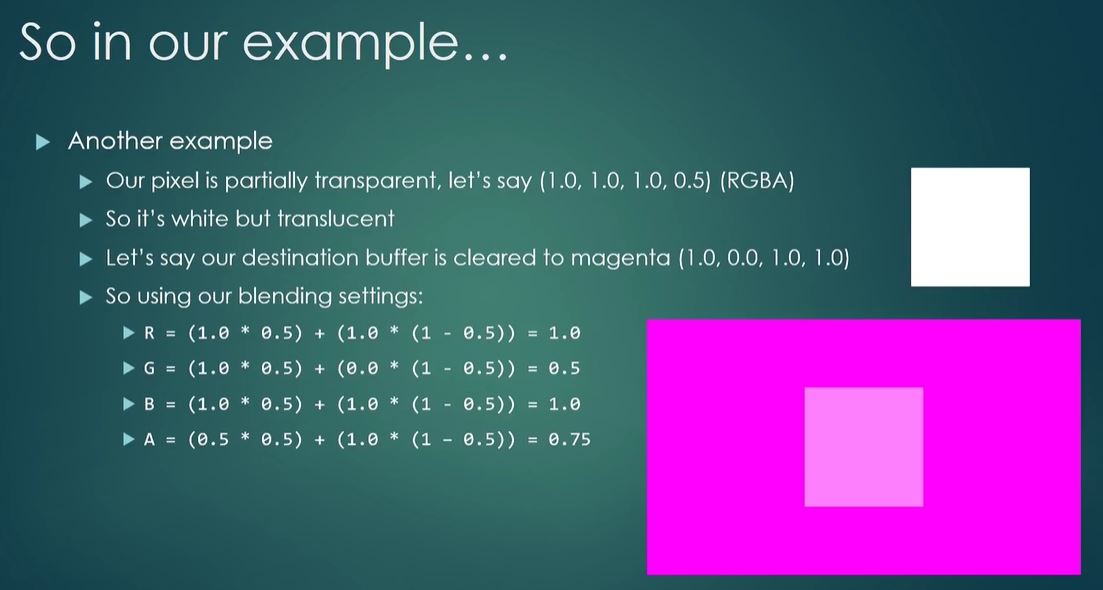 So in our example...
Another example
Our pixel is partially transparent, let's say (1.0, 1.0, 1.0, 0.5) (RGBA)
So it's white but translucent
Let's say our destination buffer is cleared to magenta (1.0, 0.0, 1.0, 1.0)
So using our blending settings:
R = (1.0 * 0.5) + (1.0 * (1 - 0.5)) = 1.0
G = (1.0 * 0.5) + (0.0 * (1 - 0.5)) = 0.5
B = (1.0 * 0.5) + (1.0 * (1 - 0.5)) = 1.0
A = (0.5 * 0.5) + (1.0 * (1 – 0.5)) = 0.75